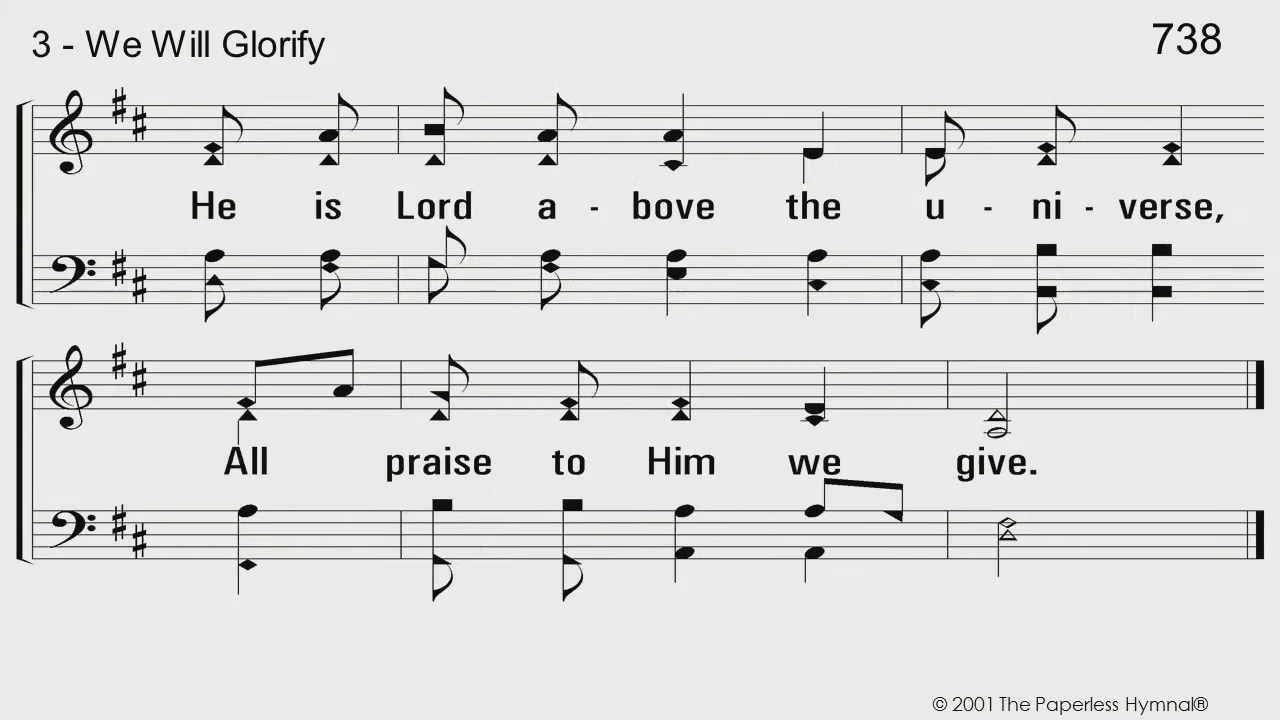 3 - We Will Glorify
738
He is Lord a - bove the u - ni - verse,
All praise to Him we give.
© 2001 The Paperless Hymnal®